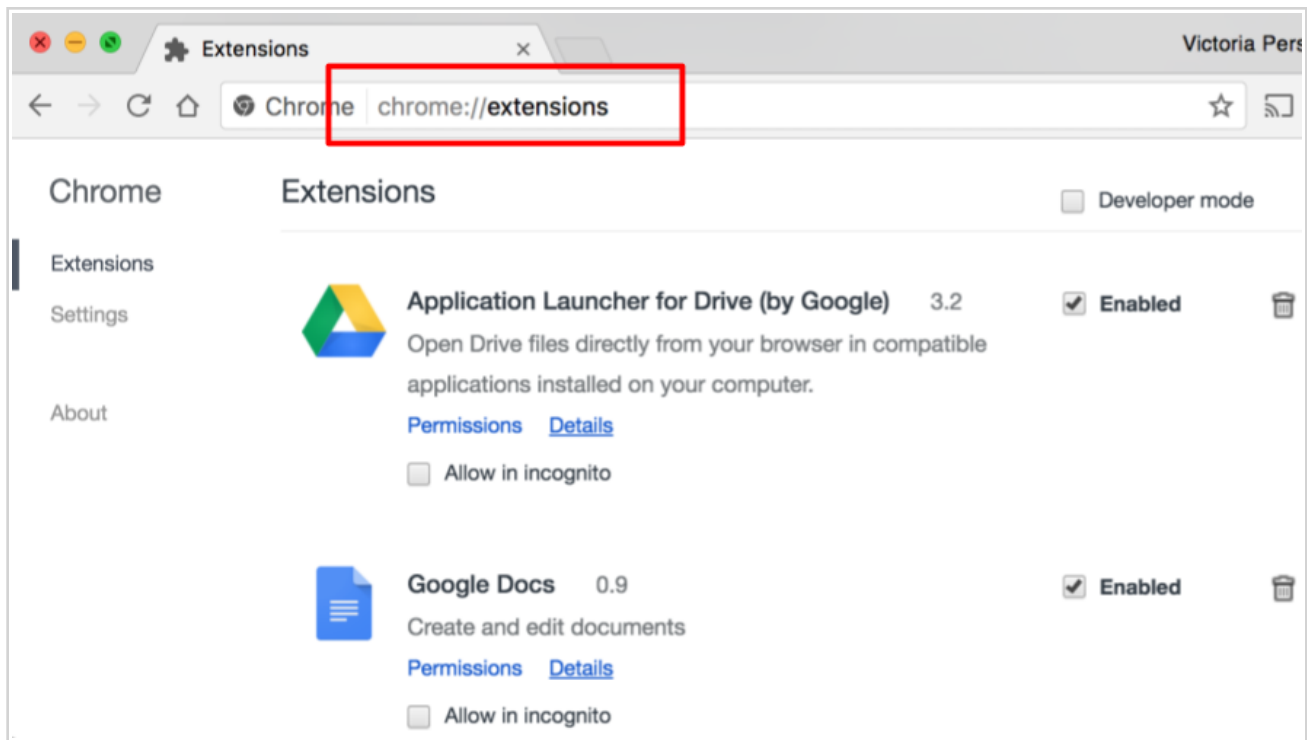 Extensions
Victoria Pers
Chrome chrome://extensions
Chrome
Extensions
Developer mode
Extensions
Settings
About
Application Launcher for Drive (by Google) 3.2
Enabled
Open Drive files directly from your browser in compatible
applications installed on your computer.
Permissions Details
Allow in incognito
Google Docs 0.9
Enabled
Create and edit documents
Permissions Details
Allow in incognito